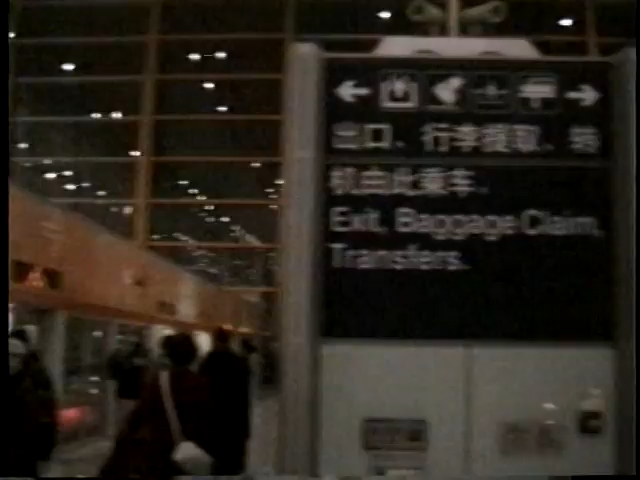 出口、行李提取、转
机由此乘车。
Exit, Baggage Claim,
Transfers.